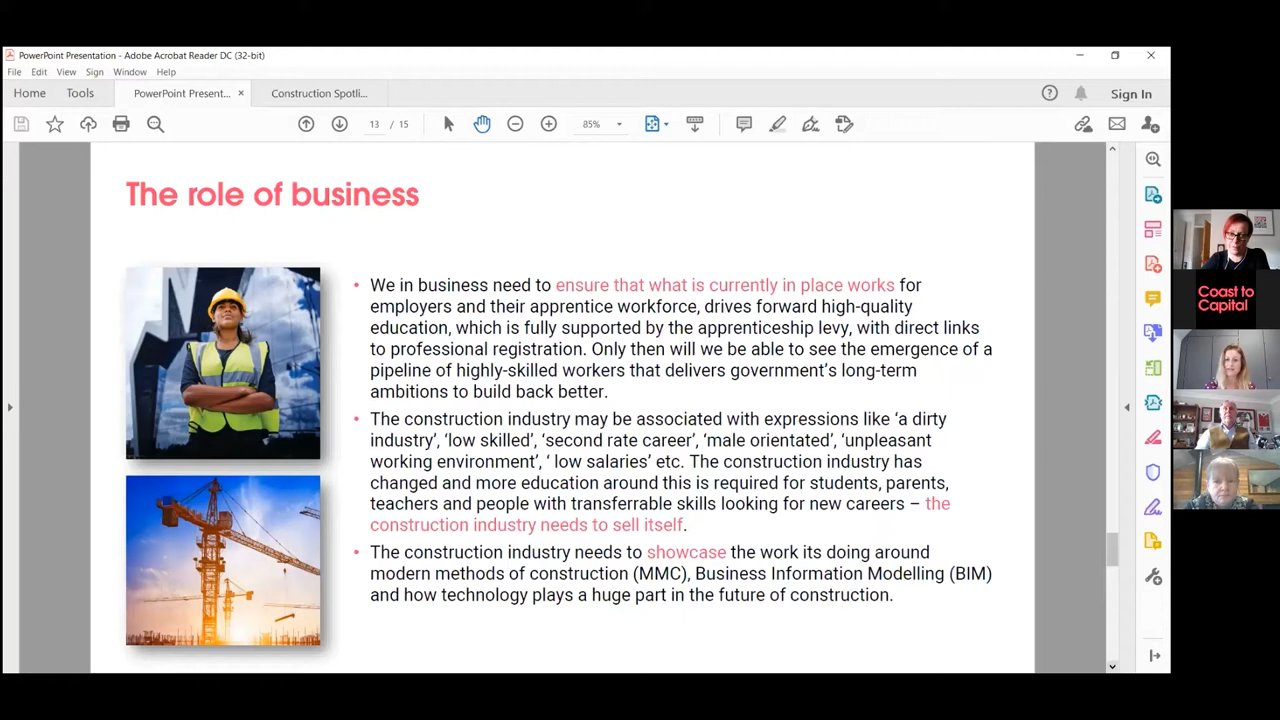 PowerPoint Presentation - Adobe Acrobat Reader DC (32-bit)
File Edit View Sign Window Help
Home Tools PowerPoint Present... × Construction Spotli... Sign In
13 / 15 85%
The role of business
• We in business need to ensure that what is currently in place works for
employers and their apprentice workforce, drives forward high-quality
education, which is fully supported by the apprenticeship levy, with direct links
to professional registration. Only then will we be able to see the emergence of a
pipeline of highly-skilled workers that delivers government's long-term
ambitions to build back better.
• The construction industry may be associated with expressions like 'a dirty
industry', 'low skilled', 'second rate career', 'male orientated', 'unpleasant
working environment', ' low salaries' etc. The construction industry has
changed and more education around this is required for students, parents,
teachers and people with transferrable skills looking for new careers – the
construction industry needs to sell itself.
• The construction industry needs to showcase the work its doing around
modern methods of construction (MMC), Business Information Modelling (BIM)
and how technology plays a huge part in the future of construction.
Coast to
Capital